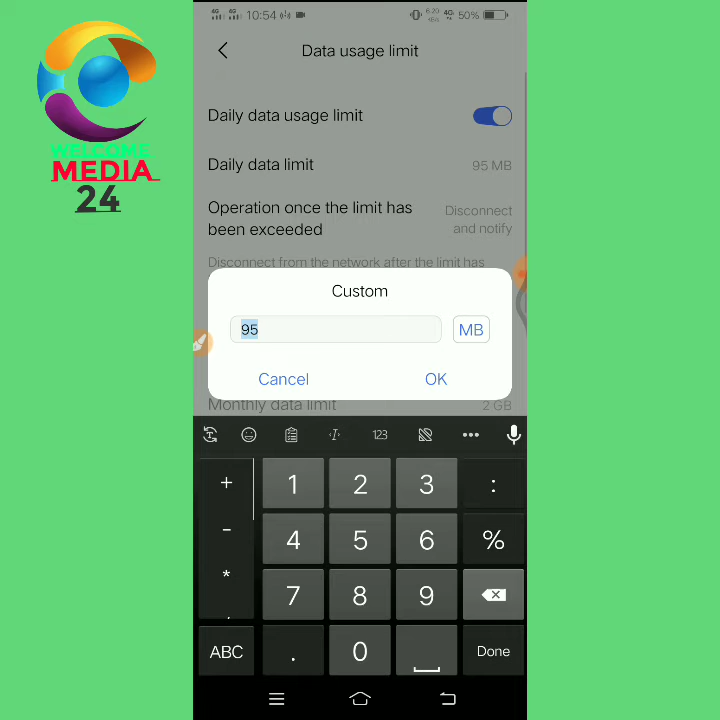 WELCOME
MEDIA
24
4G 4G 10:54
4G 50%
Data usage limit
Daily data usage limit
Daily data limit
95 MB
Operation once the limit has
been exceeded
Disconnect
and notify
Disconnect from the network after the limit has
Custom
95
MB
Cancel
OK
Monthly data limit
2 GB
T
123
+ 1 2 3 :
- 4 5 6 %
* 7 8 9
ABC . 0 Done